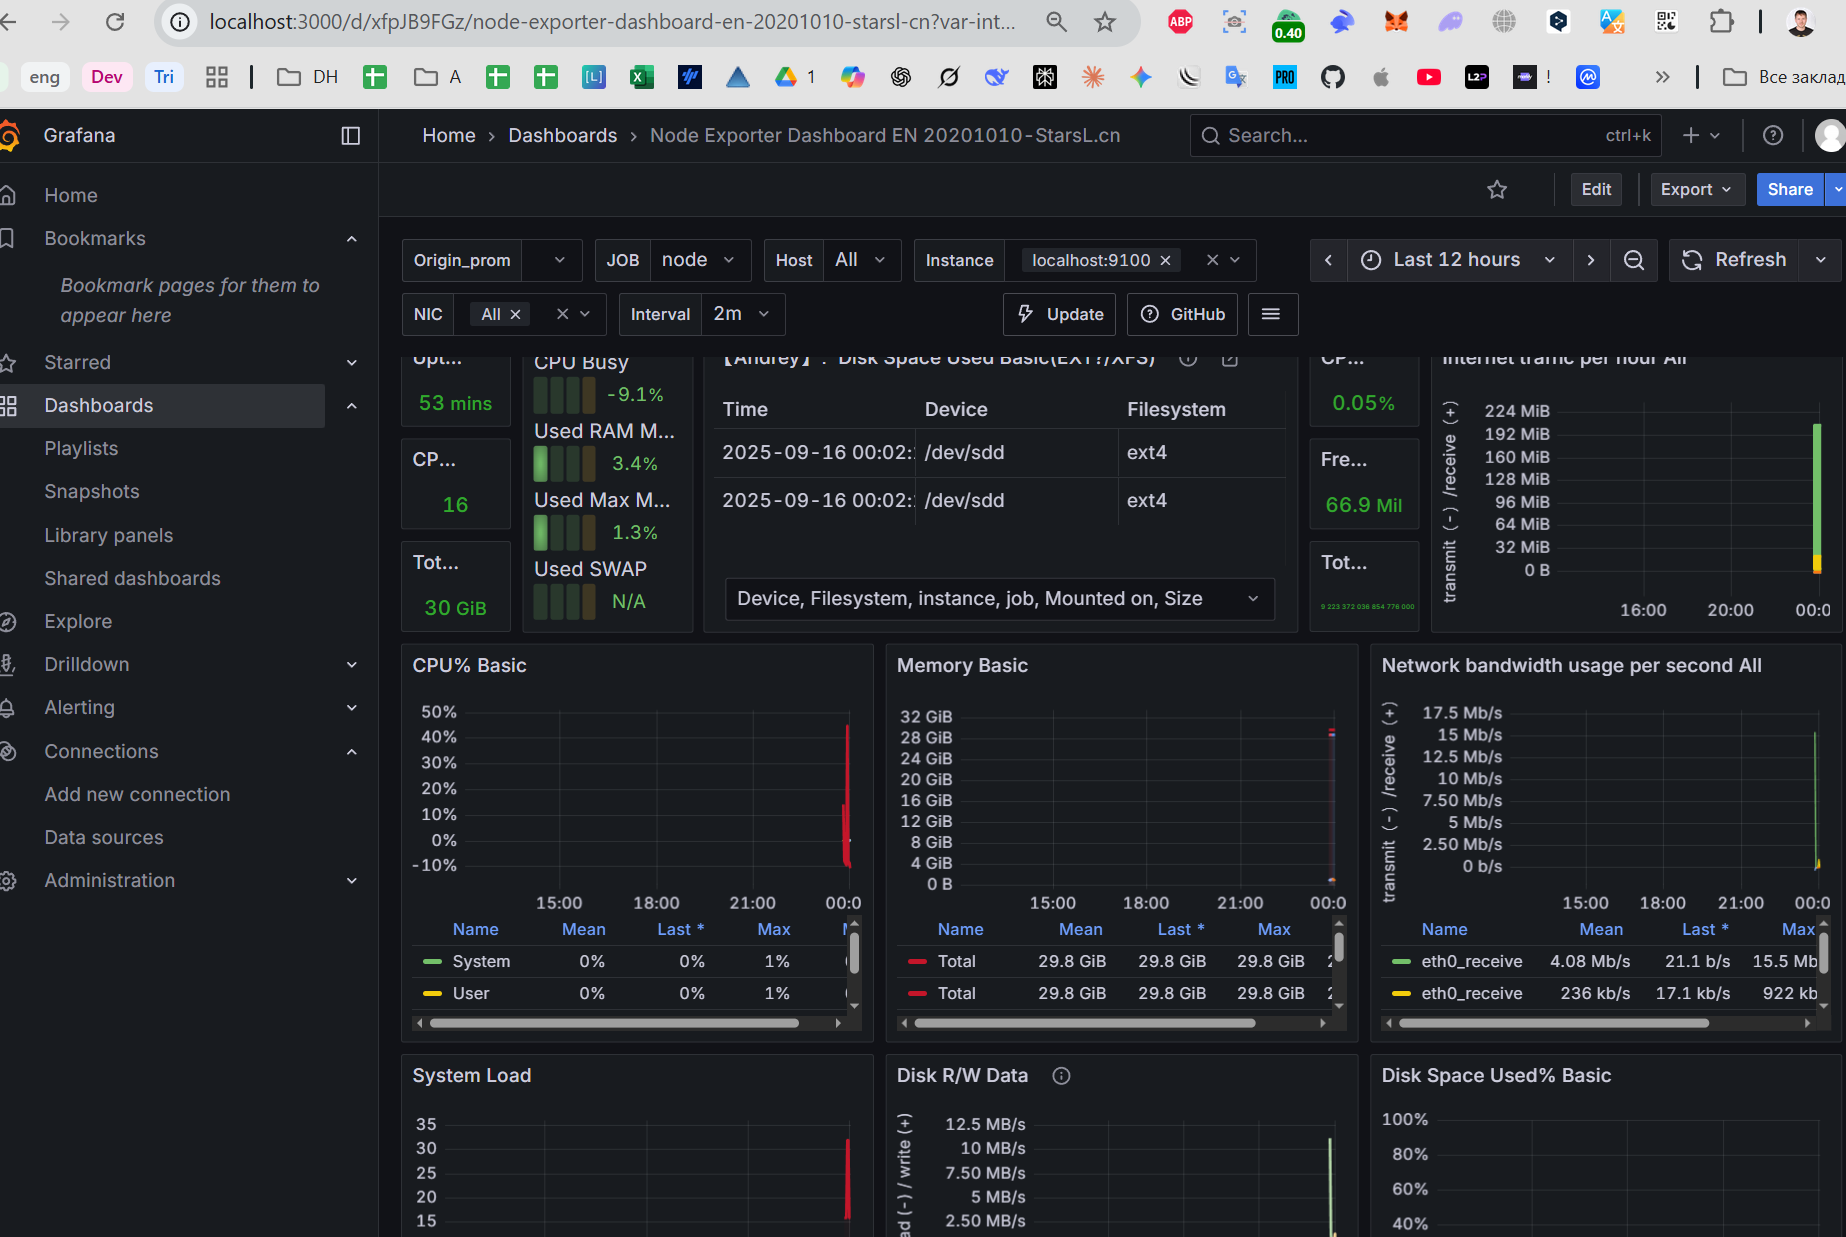 localhost:3000/d/xfpJB9FGz/node-exporter-dashboard-en-20201010-starsl-cn?var-int...
ABP
0.40
eng
Dev
Tri
DH
A
[L]
1
PRO
L2P
!
Все заклад
Grafana
Home › Dashboards › Node Exporter Dashboard EN 20201010-StarsL.cn
Search...
ctrl+k
Edit
Export
Share
Home
Bookmarks
Bookmark pages for them to
appear here
Starred
Dashboards
Playlists
Snapshots
Library panels
Shared dashboards
Explore
Drilldown
Alerting
Connections
Add new connection
Data sources
Administration
Origin_prom
JOB node
Host All
Instance localhost:9100
Last 12 hours
Refresh
NIC All
Interval 2m
Update
GitHub
Upt...
53 mins
CP...
16
Tot...
30 GiB
CPU Busy
-9.1%
Used RAM M...
3.4%
Used Max M...
1.3%
Used SWAP
N/A
【Andrey】: Disk Space Used Basic(EXT?/XFS)
Time Device Filesystem
2025-09-16 00:02: /dev/sdd ext4
2025-09-16 00:02: /dev/sdd ext4
Device, Filesystem, instance, job, Mounted on, Size
CP...
0.05%
Fre...
66.9 Mil
Tot...
9 223 372 036 854 776 000
Internet traffic per hour All
transmit (-) /receive (+)
224 MiB
192 MiB
160 MiB
128 MiB
96 MiB
64 MiB
32 MiB
0 B
16:00 20:00 00:0
CPU% Basic
50%
40%
30%
20%
10%
0%
-10%
15:00 18:00 21:00 00:0
Name Mean Last * Max
System 0% 0% 1%
User 0% 0% 1%
Memory Basic
32 GiB
28 GiB
24 GiB
20 GiB
16 GiB
12 GiB
8 GiB
4 GiB
0 B
15:00 18:00 21:00 00:0
Name Mean Last * Max
Total 29.8 GiB 29.8 GiB 29.8 GiB
Total 29.8 GiB 29.8 GiB 29.8 GiB
Network bandwidth usage per second All
transmit (-) /receive (+)
17.5 Mb/s
15 Mb/s
12.5 Mb/s
10 Mb/s
7.50 Mb/s
5 Mb/s
2.50 Mb/s
0 b/s
15:00 18:00 21:00 00:0
Name Mean Last * Max
eth0_receive 4.08 Mb/s 21.1 b/s 15.5 Mb
eth0_receive 236 kb/s 17.1 kb/s 922 kb
System Load
35
30
25
20
15
Disk R/W Data
ad (-) / write (+)
12.5 MB/s
10 MB/s
7.50 MB/s
5 MB/s
2.50 MB/s
Disk Space Used% Basic
100%
80%
60%
40%